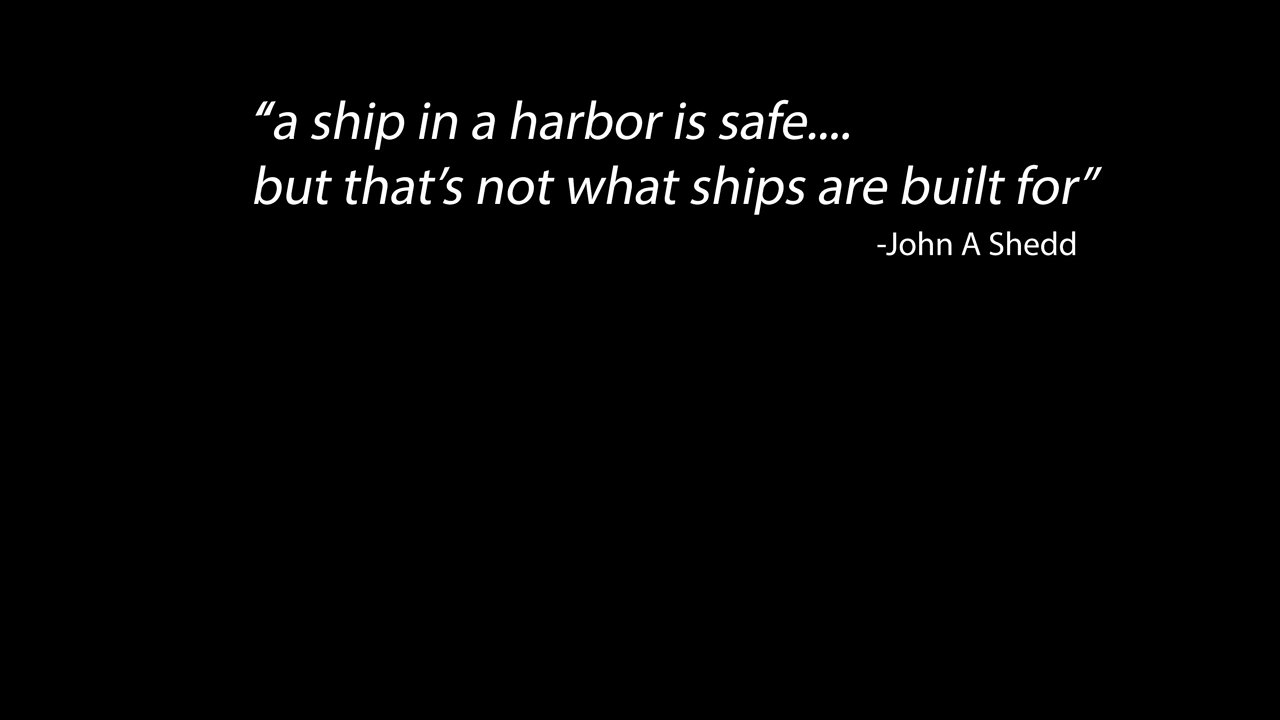 “a ship in a harbor is safe....
but that’s not what ships are built for”
-John A Shedd